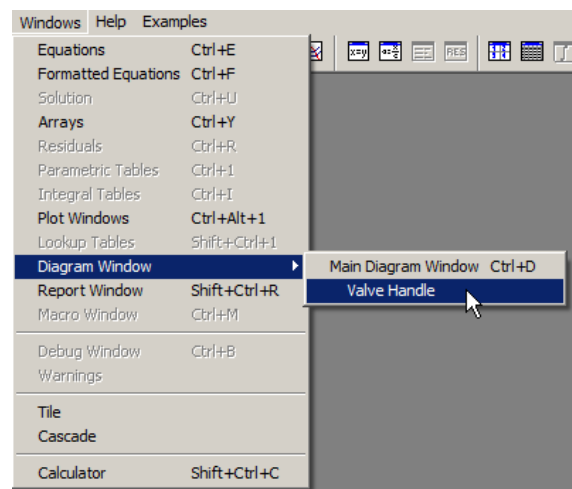 Windows Help Examples
Equations Ctrl+E
Formatted Equations Ctrl+F
Solution Ctrl+U
Arrays Ctrl+Y
Residuals Ctrl+R
Parametric Tables Ctrl+1
Integral Tables Ctrl+I
Plot Windows Ctrl+Alt+1
Lookup Tables Shift+Ctrl+1
Diagram Window
Main Diagram Window Ctrl+D
Report Window Shift+Ctrl+R
Valve Handle
Macro Window Ctrl+M
Debug Window Ctrl+B
Warnings
Tile
Cascade
Calculator Shift+Ctrl+C
x=y
RES